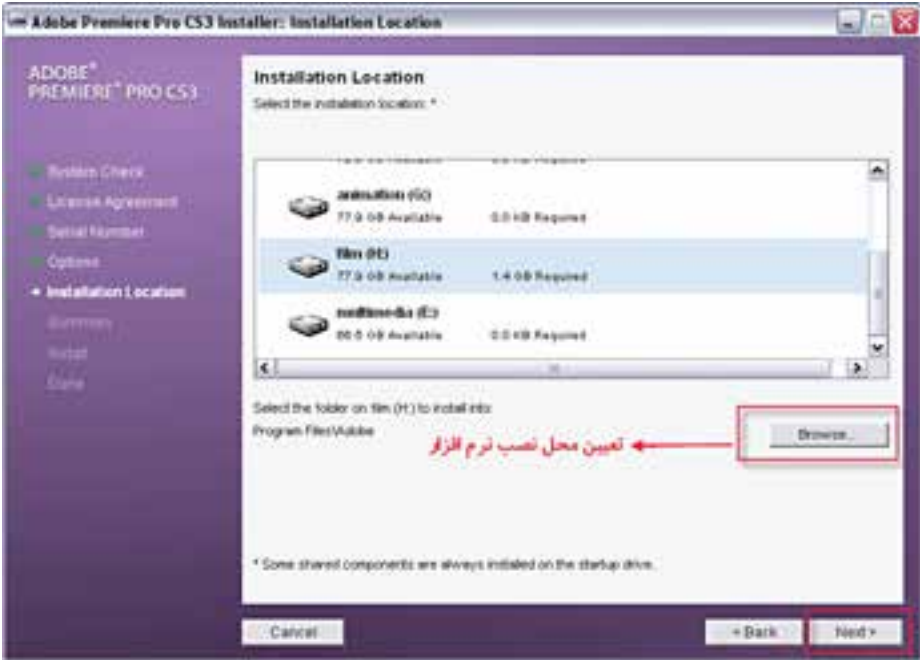 Adobe Premiere Pro CS3 Installer: Installation Location
ADOBE®
PREMIERE® PRO CS3
System Check
License Agreement
Serial Number
Options
Installation Location
Summary
Install
Done
Installation Location
Select the installation location: *
animation (G:)
77.9 GB Available 0.0 KB Required
film (H:)
77.9 GB Available 1.4 GB Required
multimedia (E:)
GB Available 0.0 KB Required
Select the folder on film (H:) to install into:
Program Files\Adobe
Browse...
تعیین محل نصب نرم افزار
* Some shared components are always installed on the startup drive.
Cancel
< Back
Next >